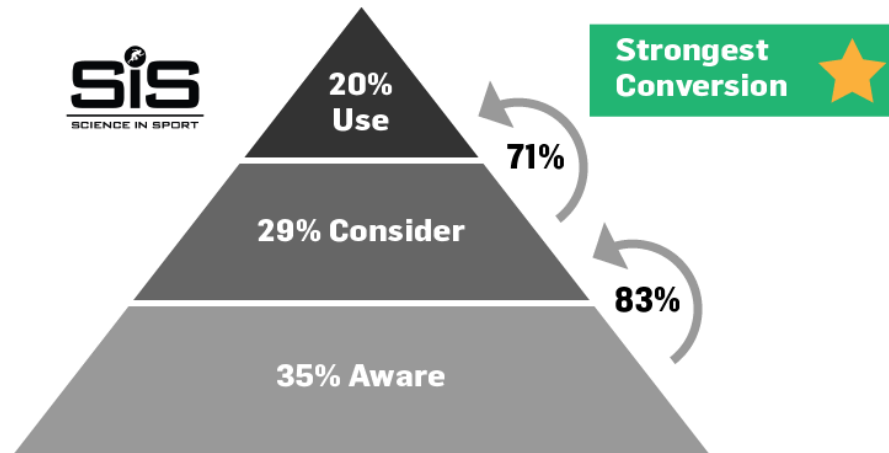 SiS
SCIENCE IN SPORT
Strongest
Conversion
20%
Use
71%
29% Consider
83%
35% Aware